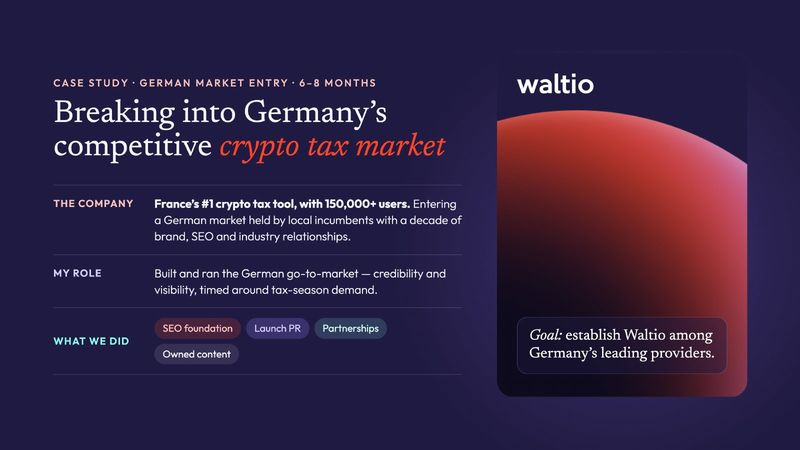 CASE STUDY · GERMAN MARKET ENTRY · 6–8 MONTHS
Breaking into Germany’s
competitive crypto tax market
THE COMPANY
France’s #1 crypto tax tool, with 150,000+ users. Entering
a German market held by local incumbents with a decade of
brand, SEO and industry relationships.
MY ROLE
Built and ran the German go-to-market — credibility and
visibility, timed around tax-season demand.
WHAT WE DID
SEO foundation
Launch PR
Partnerships
Owned content
waltio
Goal: establish Waltio among
Germany’s leading providers.